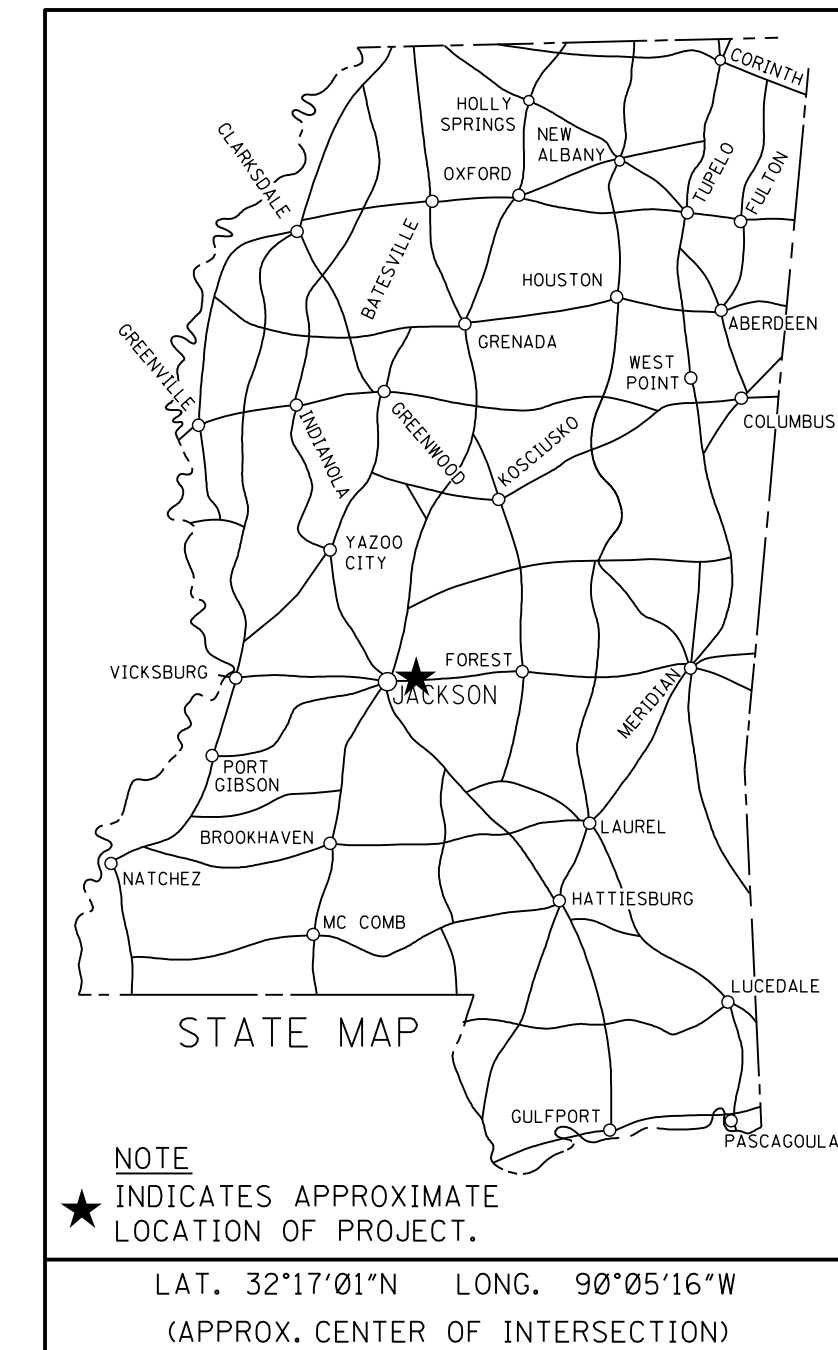 CORINTH
HOLLY
SPRINGS
NEW
ALBANY
CLARKSDALE
OXFORD
TUPELO
FULTON
BATESVILLE
HOUSTON
ABERDEEN
GREENVILLE
GRENADA
WEST
POINT
COLUMBUS
INDIANOLA
GREENWOOD
KOSCIUSKO
YAZOO
CITY
VICKSBURG
FOREST
JACKSON
MERIDIAN
PORT
GIBSON
BROOKHAVEN
LAUREL
NATCHEZ
HATTIESBURG
MC COMB
LUCEDALE
STATE MAP
GULFPORT
PASCAGOULA
NOTE
★ INDICATES APPROXIMATE
LOCATION OF PROJECT.
LAT. 32°17'01"N LONG. 90°05'16"W
(APPROX. CENTER OF INTERSECTION)